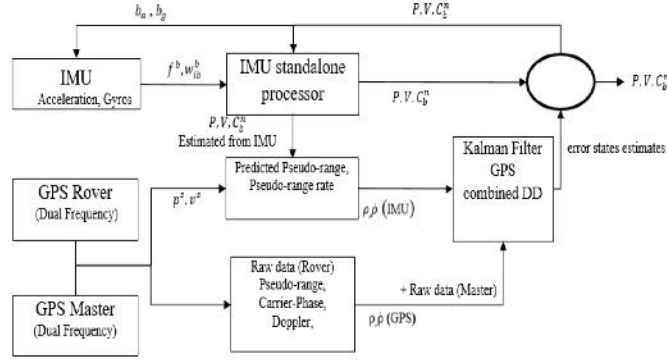 b_a , b_g
P, V, C_b^n
IMU
Acceleration, Gyros
f^b, w_ib^b
IMU standalone
processor
P, V, C_b^n
P, V, C_b^n
P, V, C_b^n
Estimated from IMU
error states estimates
Kalman Filter
GPS
combined DD
Predicted Pseudo-range,
Pseudo-range rate
GPS Rover
(Dual Frequency)
p^s, v^s
ρ,ρ̇ (IMU)
Raw data (Rover)
Pseudo-range,
Carrier-Phase,
Doppler,
+ Raw data (Master)
ρ,ρ̇ (GPS)
GPS Master
(Dual Frequency)